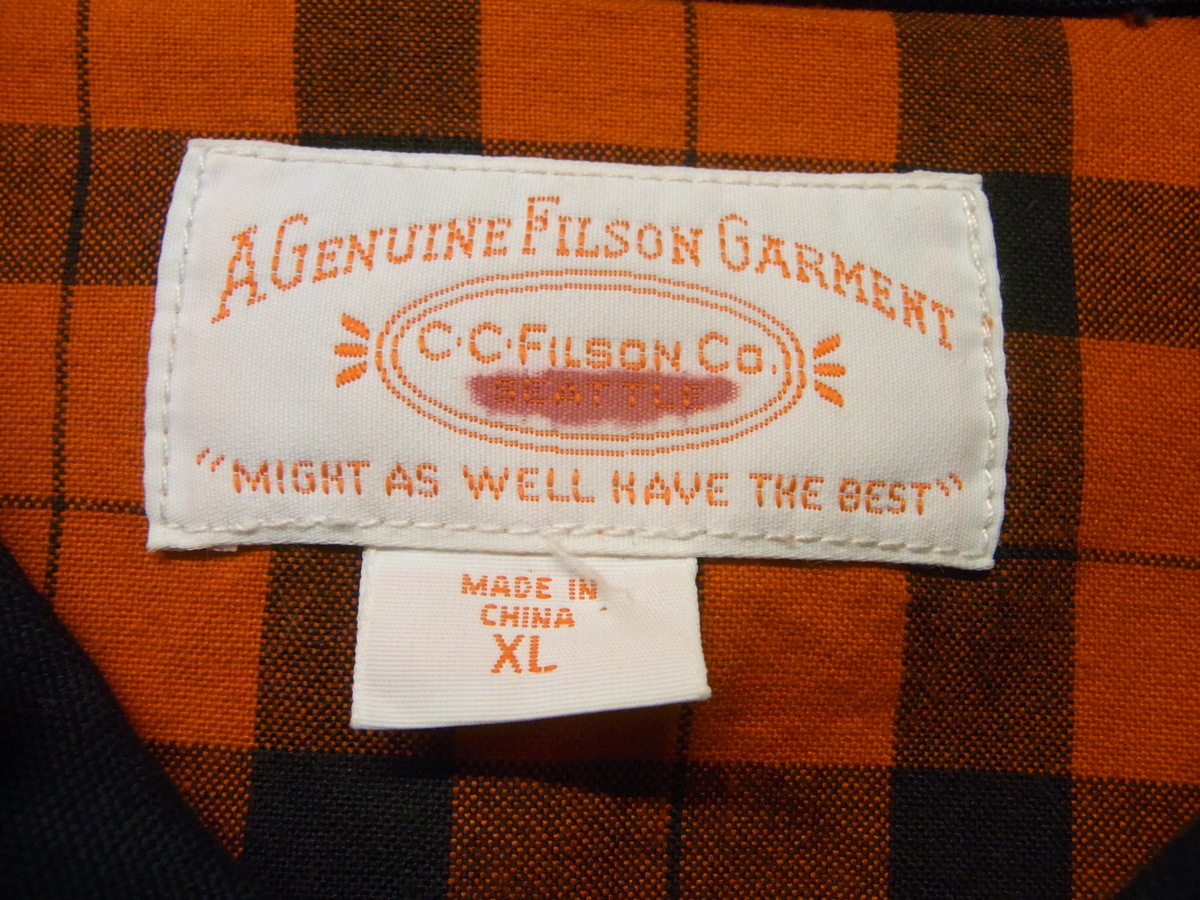 A GENUINE FILSON GARMENT
C·C·FILSON CO.
SEATTLE
"MIGHT AS WELL HAVE THE BEST"
MADE IN
CHINA
XL